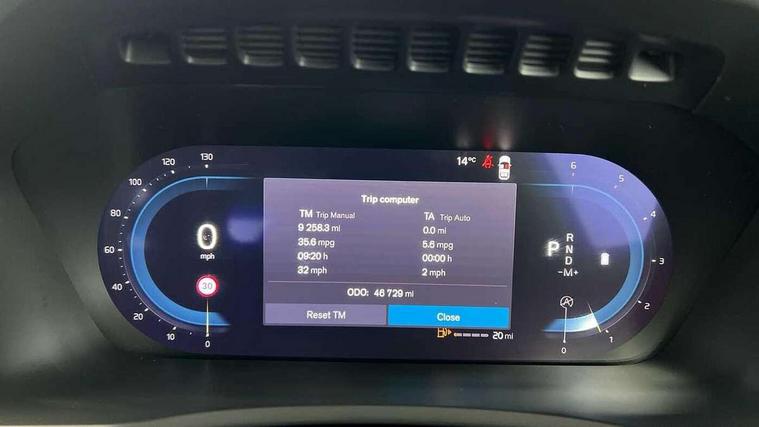 14°C
130
120
100
80
60
40
20
10
0
0
mph
30
Trip computer
TM Trip Manual
TA Trip Auto
9 258.3 mi
0.0 mi
35.6 mpg
5.6 mpg
09:20 h
00:00 h
32 mph
2 mph
ODO: 46 729 mi
Reset TM
Close
20 mi
6
5
4
3
2
1
0
P
R
N
D
-M+
A